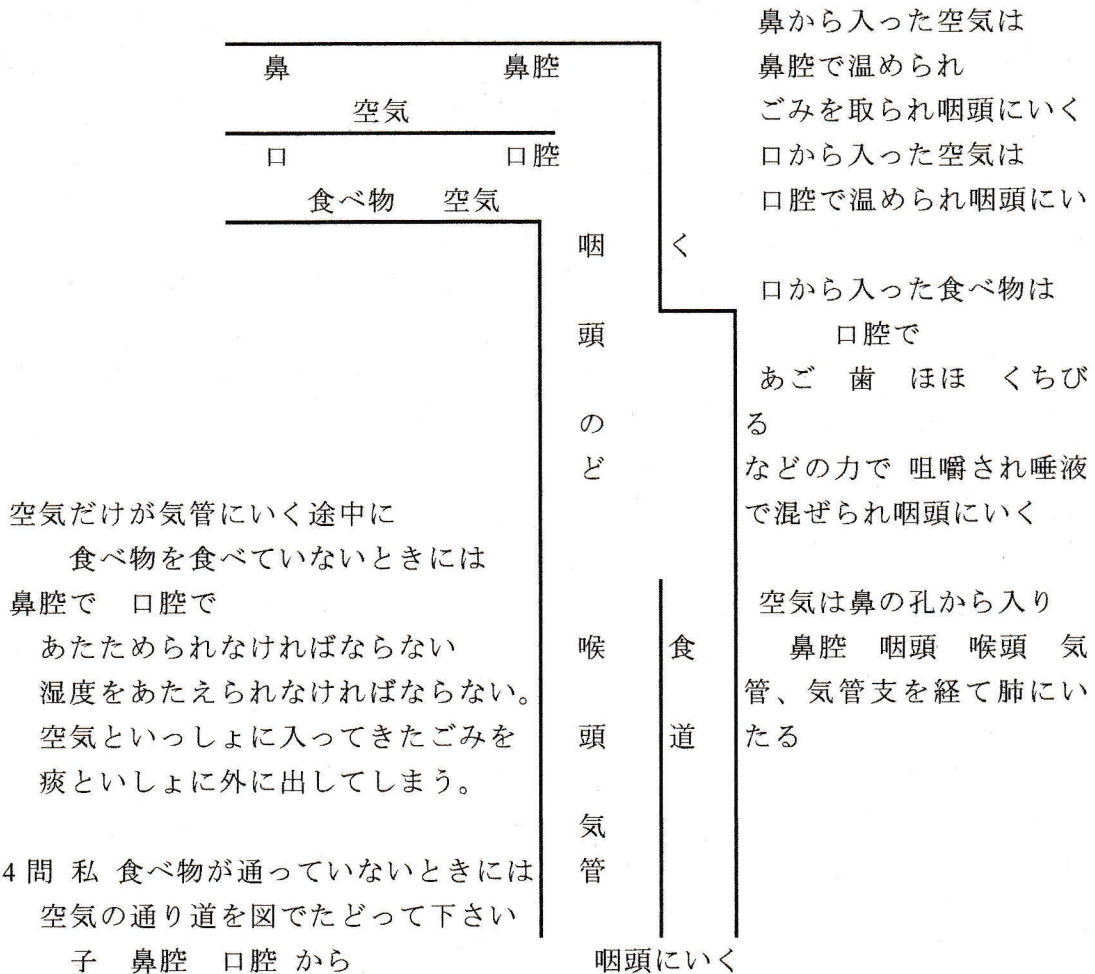 鼻から入った空気は
鼻 鼻腔 鼻腔で温められ
空気 ごみを取られ咽頭にいく
口 口腔 口から入った空気は
食べ物 空気 口腔で温められ咽頭にい
咽 く
口から入った食べ物は
頭 口腔で
あご 歯 ほほ くちび
の る
ど などの力で 咀嚼され唾液
空気だけが気管にいく途中に で混ぜられ咽頭にいく
食べ物を食べていないときには
鼻腔で 口腔で 空気は鼻の孔から入り
あたためられなければならない 喉 食 鼻腔 咽頭 喉頭 気
湿度をあたえられなければならない。 管、気管支を経て肺にい
空気といっしょに入ってきたごみを 頭 道 たる
痰といしょに外に出してしまう。
気
4問 私 食べ物が通っていないときには 管
空気の通り道を図でたどって下さい
子 鼻腔 口腔 から 咽頭にいく